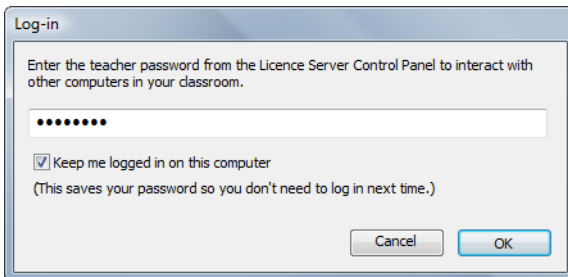 Log-in
Enter the teacher password from the Licence Server Control Panel to interact with
other computers in your classroom.
••••••••
Keep me logged in on this computer
(This saves your password so you don't need to log in next time.)
Cancel
OK